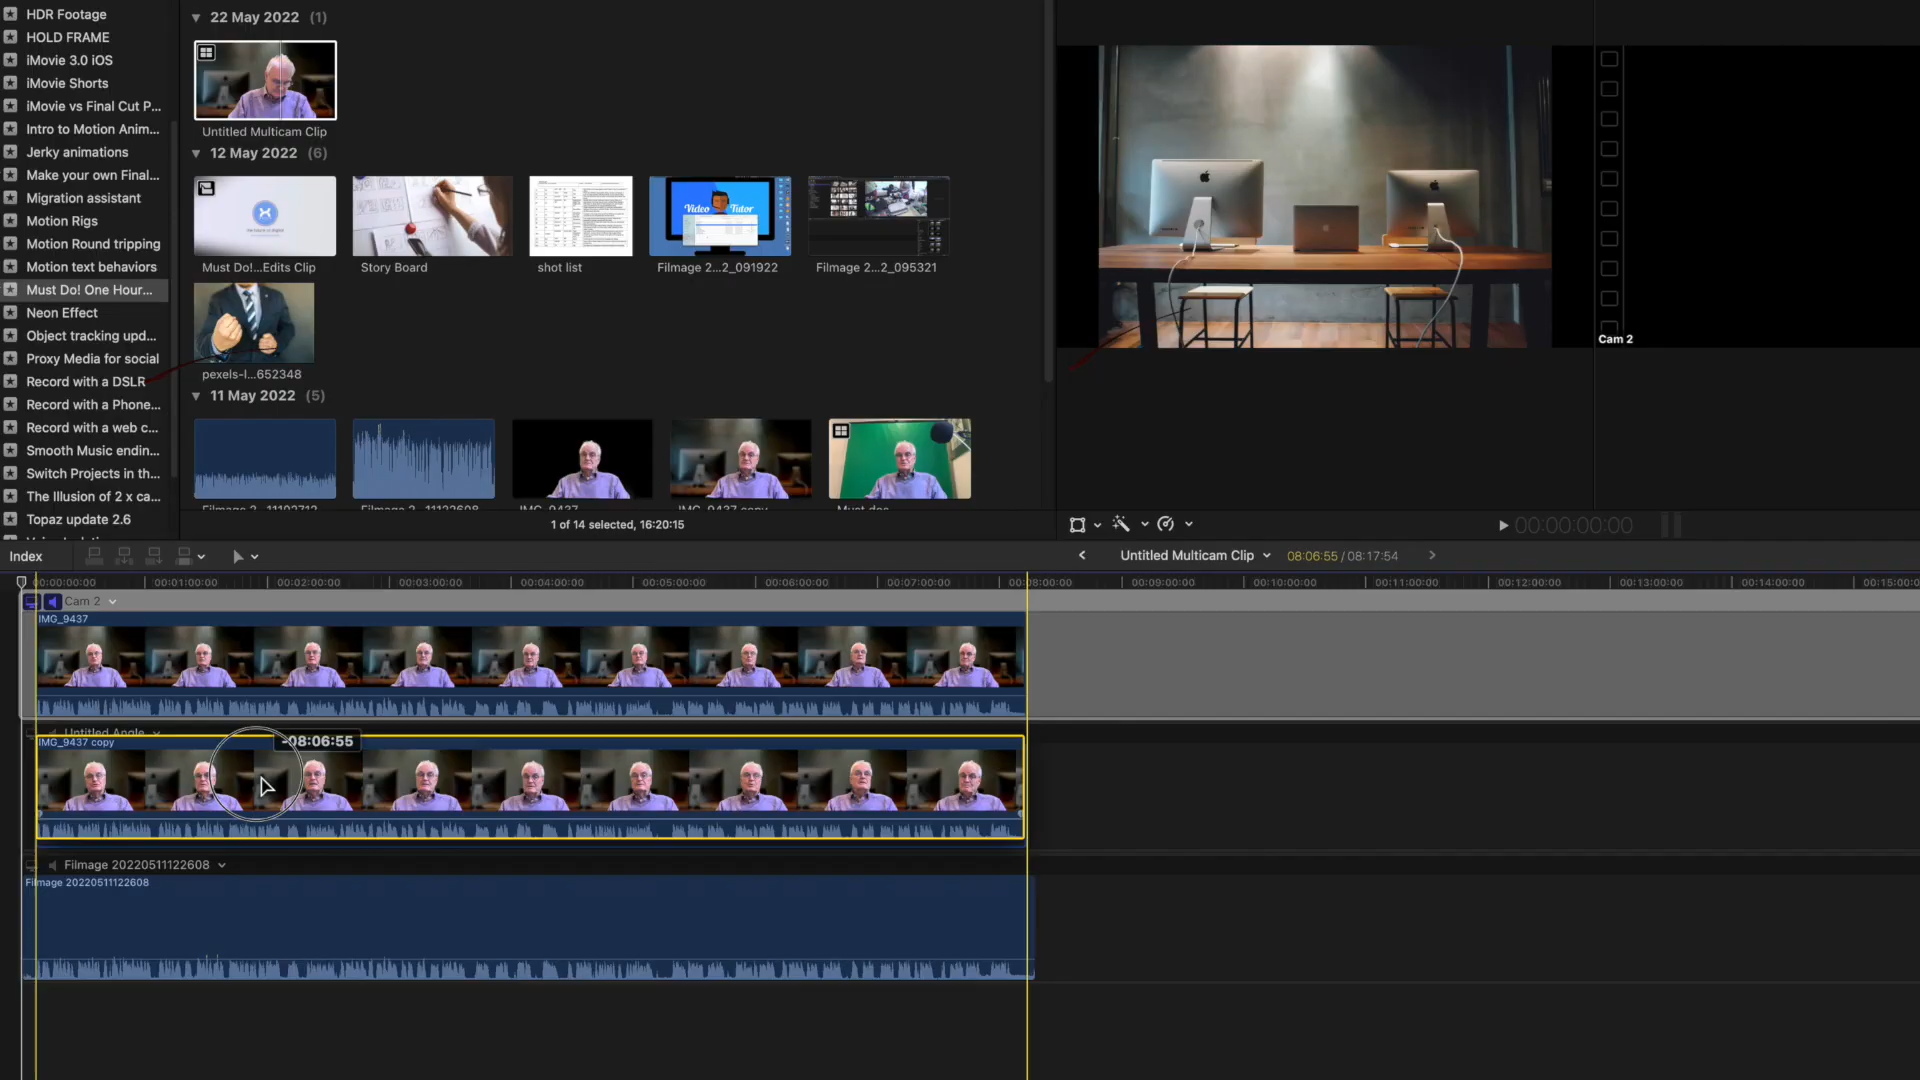 HDR Footage
HOLD FRAME
iMovie 3.0 iOS
iMovie Shorts
iMovie vs Final Cut P...
Intro to Motion Anim...
Jerky animations
Make your own Final...
Migration assistant
Motion Rigs
Motion Round tripping
Motion text behaviors
Must Do! One Hour...
Neon Effect
Object tracking upd...
Proxy Media for social
Record with a DSLR
Record with a Phone...
Record with a web c...
Smooth Music endin...
Switch Projects in th...
The Illusion of 2 x ca...
Topaz update 2.6
22 May 2022 (1)
Untitled Multicam Clip
12 May 2022 (6)
Video Tutor
Must Do!...Edits Clip
Story Board
shot list
Filmage 2...2_091922
Filmage 2...2_095321
pexels-l...652348
11 May 2022 (5)
Filmage 2...11102712
Filmage 2...11122608
IMG_9437
IMG_9437 copy
Must doc
1 of 14 selected, 16:20:15
Cam 2
00:00:00:00
Index
Untitled Multicam Clip
08:06:55 / 08:17:54
00:00:00:00
00:01:00:00
00:02:00:00
00:03:00:00
00:04:00:00
00:05:00:00
00:06:00:00
00:07:00:00
00:08:00:00
00:09:00:00
00:10:00:00
00:11:00:00
00:12:00:00
00:13:00:00
00:14:00:00
00:15:00:0
Cam 2
IMG_9437
Untitled Angle
IMG_9437 copy
-08:06:55
Filmage 20220511122608
Filmage 20220511122608